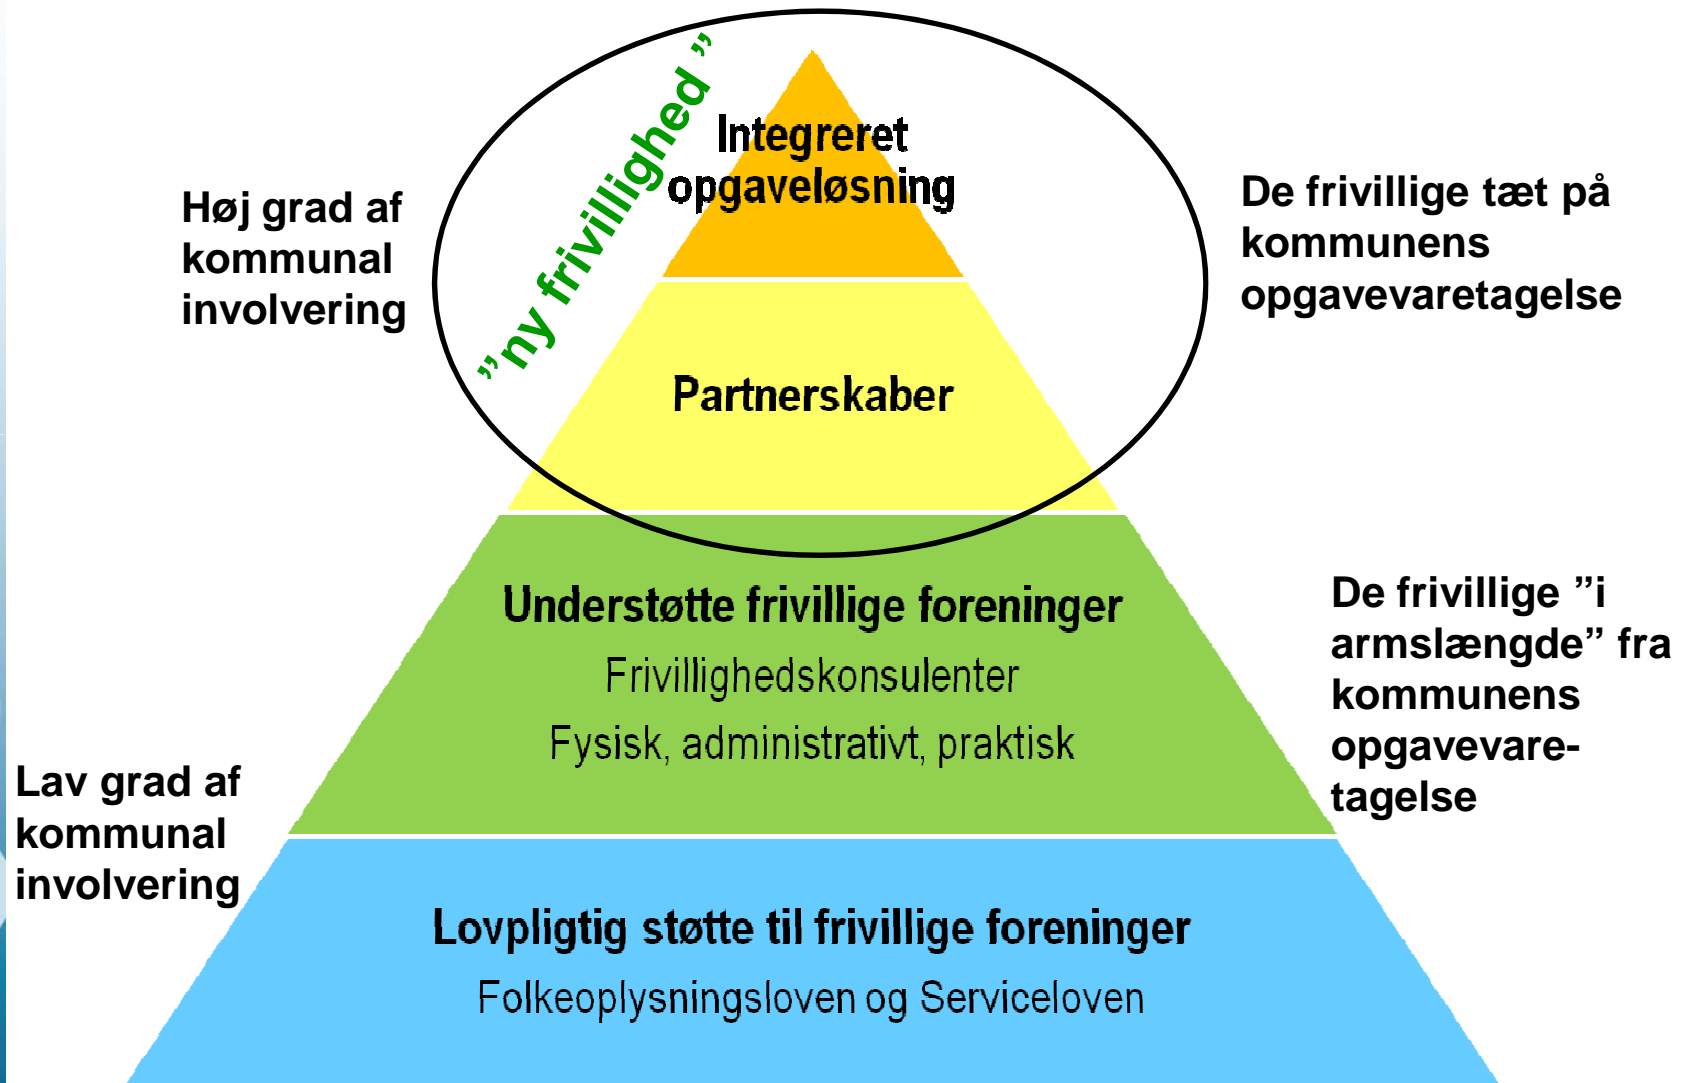 ”ny frivillighed ”
Integreret
opgaveløsning
Høj grad af
kommunal
involvering
De frivillige tæt på
kommunens
opgavevaretagelse
Partnerskaber
Understøtte frivillige foreninger
Frivillighedskonsulenter
Fysisk, administrativt, praktisk
De frivillige ”i
armslængde” fra
kommunens
opgavevare-
tagelse
Lav grad af
kommunal
involvering
Lovpligtig støtte til frivillige foreninger
Folkeoplysningsloven og Serviceloven